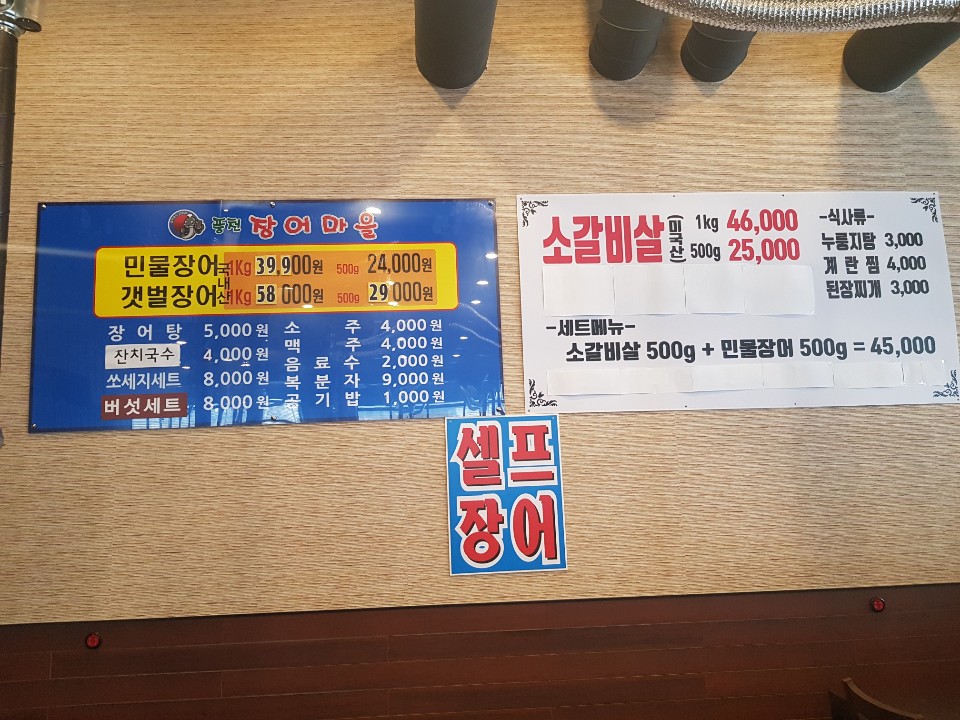 풍천 장어마을
민물장어 국내산 1Kg 39,900원 500g 24,000원
갯벌장어 1Kg 58,000원 500g 29,000원
장어탕 5,000원 소주 4,000원
잔치국수 4,000원 맥주 4,000원
쏘세지세트 8,000원 음료수 2,000원
버섯세트 8,000원 복분자 9,000원
공기밥 1,000원
소갈비살 (미국산) 1kg 46,000
500g 25,000
-식사류-
누룽지탕 3,000
계란찜 4,000
된장찌개 3,000
-세트메뉴-
소갈비살 500g + 민물장어 500g = 45,000
셀프
장어